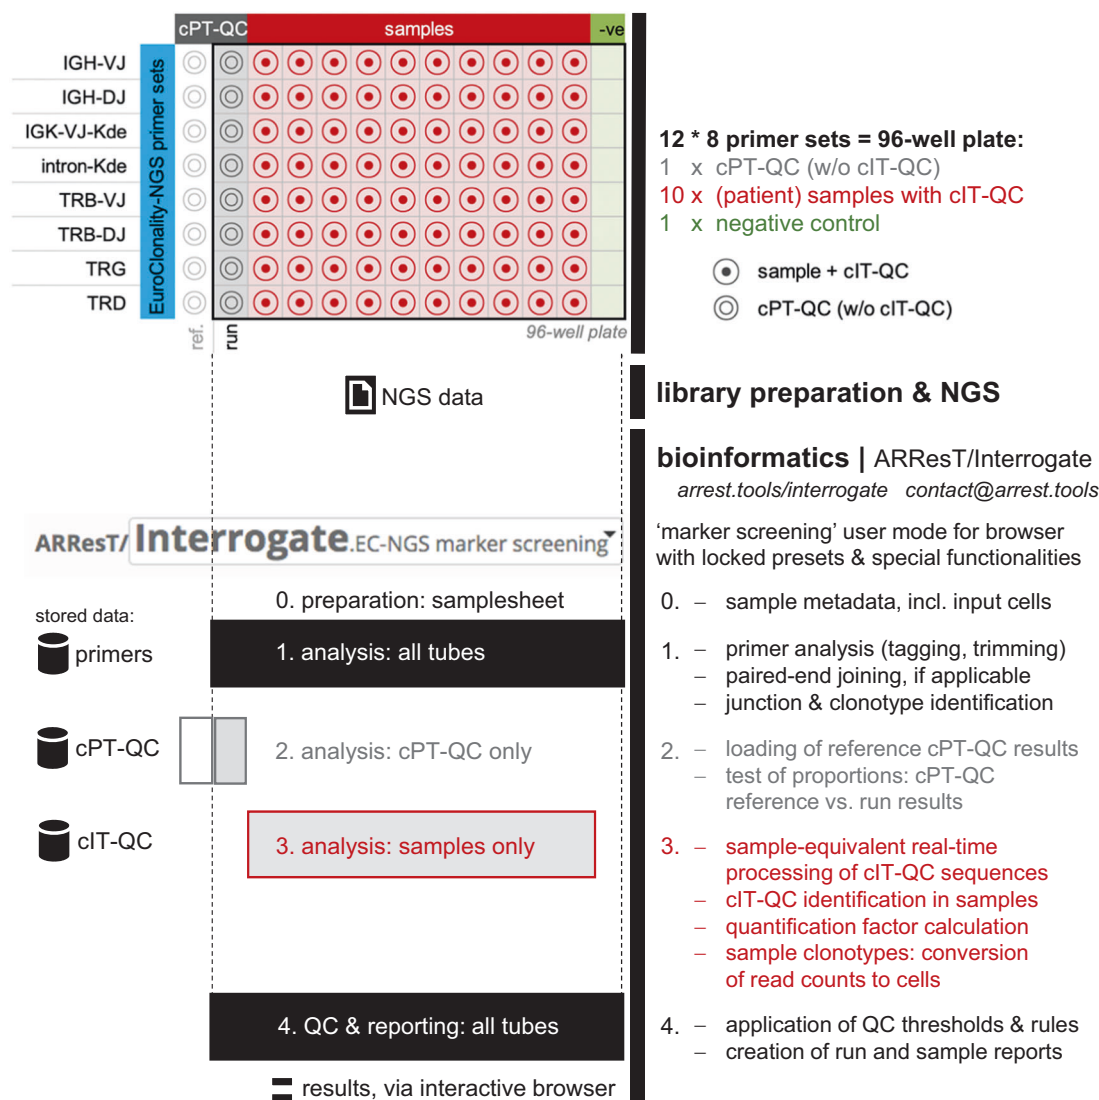 cPT-QC samples -ve
IGH-VJ
IGH-DJ
IGK-VJ-Kde
intron-Kde
TRB-VJ
TRB-DJ
TRG
TRD
EuroClonality-NGS primer sets
ref.
run
96-well plate
12 * 8 primer sets = 96-well plate:
1 x cPT-QC (w/o cIT-QC)
10 x (patient) samples with cIT-QC
1 x negative control
sample + cIT-QC
cPT-QC (w/o cIT-QC)
NGS data
library preparation & NGS
bioinformatics | ARResT/Interrogate
arrest.tools/interrogate contact@arrest.tools
'marker screening' user mode for browser
with locked presets & special functionalities
ARResT/ Interrogate.EC-NGS marker screening
stored data:
primers
cPT-QC
cIT-QC
0. preparation: samplesheet
1. analysis: all tubes
2. analysis: cPT-QC only
3. analysis: samples only
4. QC & reporting: all tubes
results, via interactive browser
0. – sample metadata, incl. input cells
1. – primer analysis (tagging, trimming)
– paired-end joining, if applicable
– junction & clonotype identification
2. – loading of reference cPT-QC results
– test of proportions: cPT-QC
reference vs. run results
3. – sample-equivalent real-time
processing of cIT-QC sequences
– cIT-QC identification in samples
– quantification factor calculation
– sample clonotypes: conversion
of read counts to cells
4. – application of QC thresholds & rules
– creation of run and sample reports